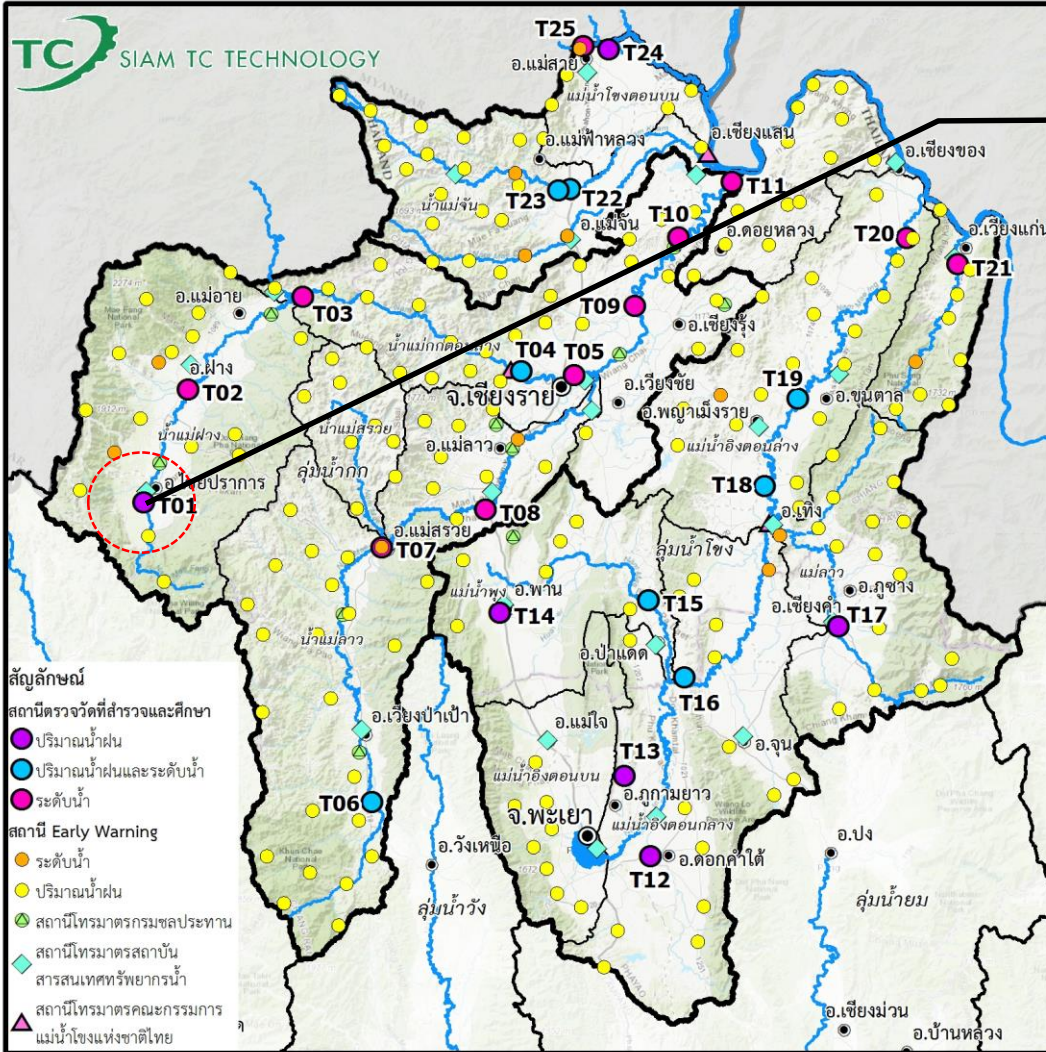 TC SIAM TC TECHNOLOGY
T25
T24
อ.แม่สาย
แม่น้ำโขงตอนบน
MYANMAR
THAILAND
อ.แม่ฟ้าหลวง
อ.เชียงแสน
อ.เชียงของ
น้ำแม่จัน
T23
T22
T11
อ.แม่จัน
T10
อ.ดอยหลวง
T20
อ.เวียงแก่น
T21
อ.แม่อาย
T03
T09
อ.เชียงรุ้ง
น้ำแม่กกตอนล่าง
อ.ฝาง
T02
T04
T05
จ.เชียงราย
อ.เวียงชัย
T19
อ.ขุนตาล
อ.พญาเม็งราย
น้ำแม่ฝาง
น้ำแม่สรวย
อ.แม่ลาว
แม่น้ำอิงตอนล่าง
ลุ่มน้ำกก
อ.ไชยปราการ
T01
T18
T08
อ.เทิง
อ.แม่สรวย
T07
ลุ่มน้ำโขง
แม่ลาว
อ.ภูซาง
แม่น้ำพุง
อ.พาน
T14
T15
อ.เชียงคำ
T17
น้ำแม่ลาว
อ.ป่าแดด
T16
สัญลักษณ์
สถานีตรวจวัดที่สำรวจและศึกษา
ปริมาณน้ำฝน
ปริมาณน้ำฝนและระดับน้ำ
ระดับน้ำ
สถานี Early Warning
ระดับน้ำ
ปริมาณน้ำฝน
สถานีโทรมาตรกรมชลประทาน
สถานีโทรมาตรสถาบัน
สารสนเทศทรัพยากรน้ำ
สถานีโทรมาตรคณะกรรมการ
แม่น้ำโขงแห่งชาติไทย
อ.เวียงป่าเป้า
T06
อ.แม่ใจ
อ.จุน
T13
แม่น้ำอิงตอนบน
อ.ภูกามยาว
จ.พะเยา
แม่น้ำอิงตอนกลาง
T12
อ.ดอกคำใต้
อ.วังเหนือ
ลุ่มน้ำวัง
อ.ปง
ลุ่มน้ำยม
อ.เชียงม่วน
อ.บ้านหลวง